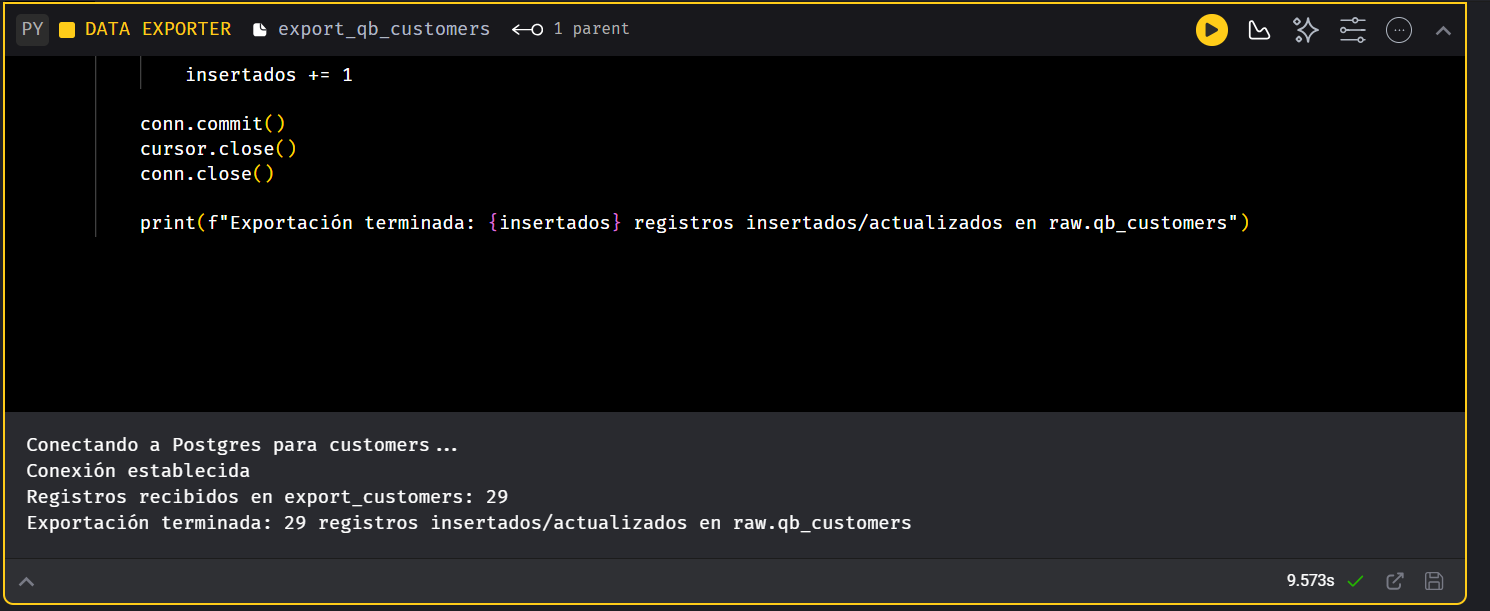 PY DATA EXPORTER export_qb_customers 1 parent
insertados += 1
conn.commit()
cursor.close()
conn.close()
print(f"Exportación terminada: {insertados} registros insertados/actualizados en raw.qb_customers")
Conectando a Postgres para customers...
Conexión establecida
Registros recibidos en export_customers: 29
Exportación terminada: 29 registros insertados/actualizados en raw.qb_customers
9.573s